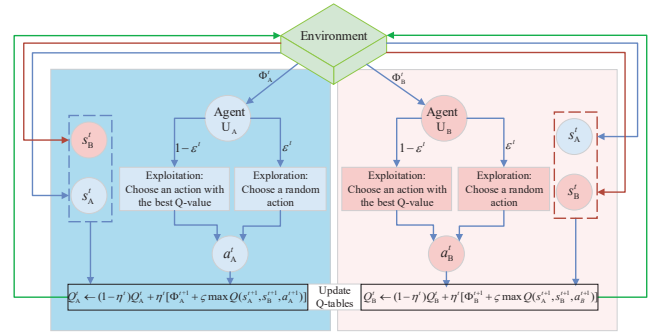 Environment
Φ_A^t
Φ_B^t
Agent
U_A
Agent
U_B
1 − ε^t
ε^t
1 − ε^t
ε^t
s_B^t
s_A^t
s_A^t
s_B^t
Exploitation:
Choose an action with
the best Q-value
Exploration:
Choose a random
action
Exploitation:
Choose an action with
the best Q-value
Exploration:
Choose a random
action
a_A^t
a_B^t
Q_A^t ← (1−η^t)Q_A^t + η^t[Φ_A^{t+1} + ς max Q(s_A^{t+1}, s_B^{t+1}, a_A^{t+1})]
Update
Q-tables
Q_B^t ← (1−η^t)Q_B^t + η^t[Φ_B^{t+1} + ς max Q(s_A^{t+1}, s_B^{t+1}, a_B^{t+1})]